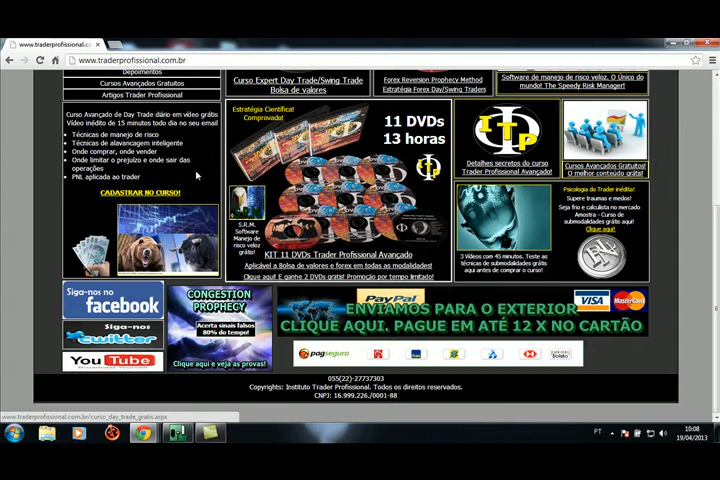 www.traderprofissional.c
www.traderprofissional.com.br
Depoimentos
Cursos Avançados Gratuitos
Artigos Trader Professional
Curso Avançado de Day Trade diário em vídeo grátis
Vídeo inédito de 15 minutos todo dia no seu email
Técnicas de manejo de risco
Técnicas de alavancagem inteligente
Onde comprar, onde vender
Onde limitar o prejuízo e onde sair das
operações
PNL aplicada ao trader
CADASTRAR NO CURSO!
Curso Expert Day Trade/Swing Trade
Bolsa de valores
Forex Reversion Prophecy Method
Estratégia Forex Day/Swing Traders
Software de manejo de risco veloz. O Único do
mundo! The Speedy Risk Manager!
Estratégia Científica!
Comprovado!
11 DVDs
13 horas
ITP
S.R.M.
Software
Manejo de
risco veloz
grátis!
KIT 11 DVDs Trader Profissional Avançado
Aplicável a Bolsa de valores e forex em todas as modalidades!
Clique aqui! E ganhe 2 DVDs grátis! Promoção por tempo limitado!
ITP
Detalhes secretos do curso
Trader Profissional Avançado!
Cursos Avançados Gratuitos!
O melhor conteúdo grátis!
3 Vídeos com 45 minutos. Teste as
técnicas de submodalidades grátis
aqui antes de comprar o curso!
Psicologia do Trader inédita!
Supere traumas e medos!
Seja frio e calculista no mercado
Amostra - Curso de
submodalidades grátis aqui!
Clique aqui!
Siga-nos no
facebook
Siga-nos no
twitter
YouTube
CONGESTION
PROPHECY
Acerta sinais falsos
80% do tempo!
Clique aqui e veja as provas!
PayPal
VISA
MasterCard
ENVIAMOS PARA O EXTERIOR
CLIQUE AQUI. PAGUE EM ATÉ 12 X NO CARTÃO
pagseguro
HSBC
Boleto
055(22)-27737303
Copyrights: Instituto Trader Profissional. Todos os direitos reservados.
CNPJ: 16.999.226./0001-88
www.traderprofissional.com.br/curso_day_trade_gratis.aspx
PT
10:08
19/04/2013